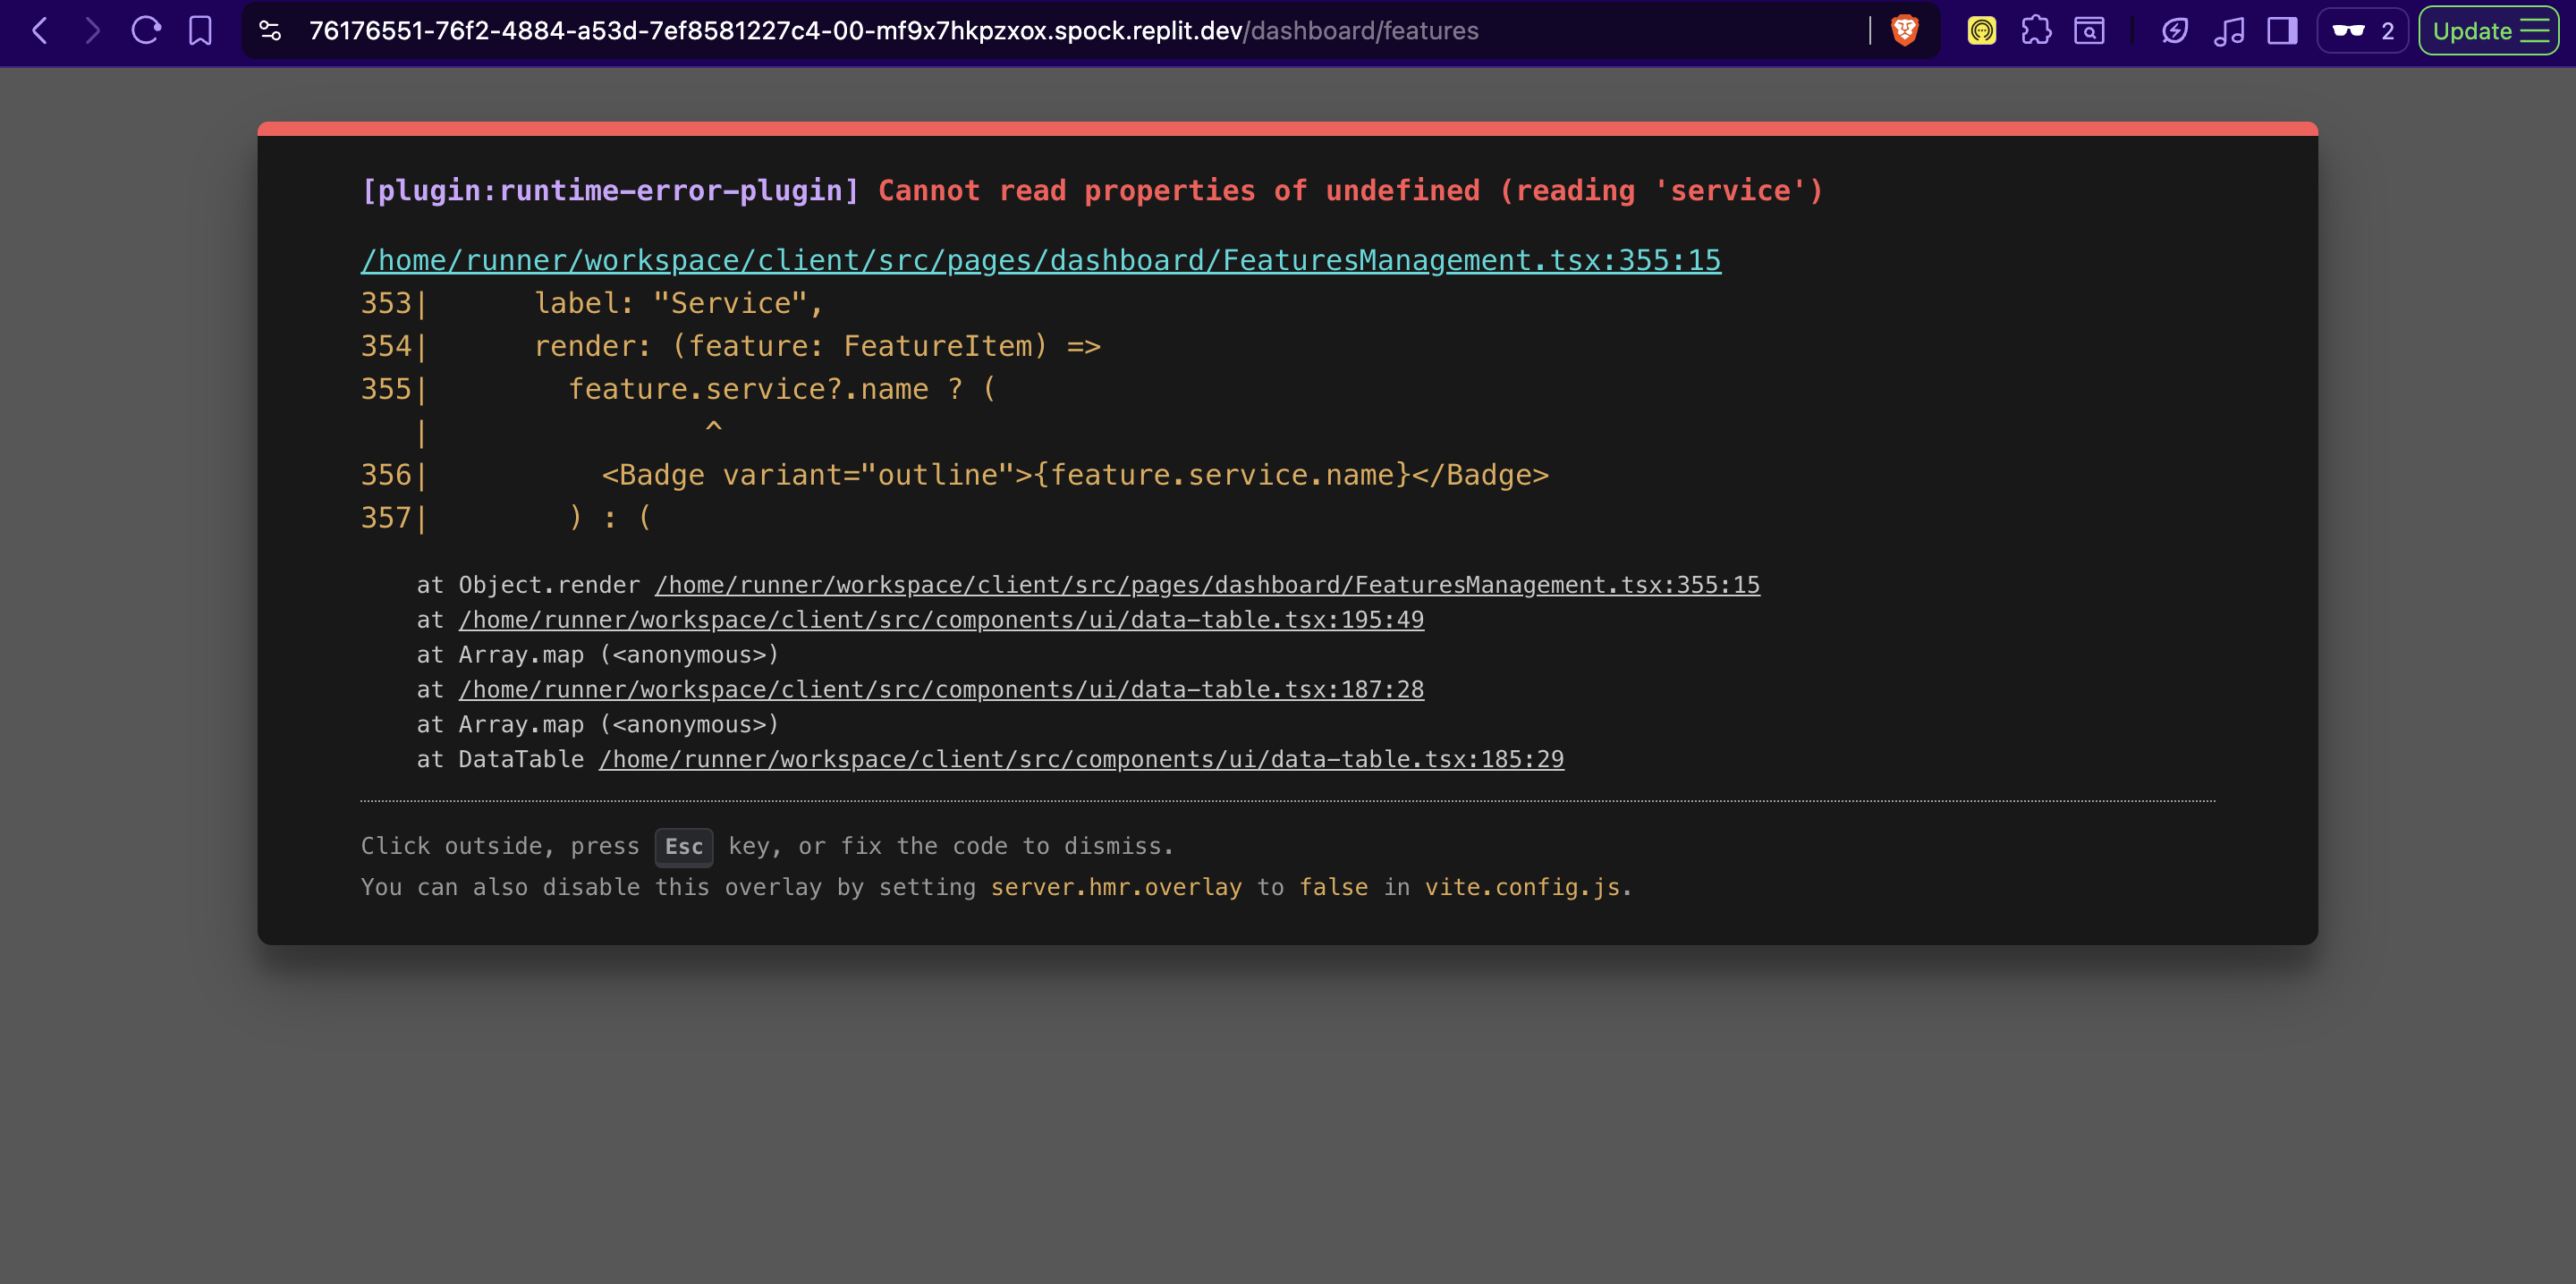 76176551-76f2-4884-a53d-7ef8581227c4-00-mf9x7hkpzxox.spock.replit.dev/dashboard/features
2
Update
[plugin:runtime-error-plugin] Cannot read properties of undefined (reading 'service')
/home/runner/workspace/client/src/pages/dashboard/FeaturesManagement.tsx:355:15
353|      label: "Service",
354|      render: (feature: FeatureItem) =>
355|        feature.service?.name ? (
   |                ^
356|          <Badge variant="outline">{feature.service.name}</Badge>
357|        ) : (
at Object.render /home/runner/workspace/client/src/pages/dashboard/FeaturesManagement.tsx:355:15
at /home/runner/workspace/client/src/components/ui/data-table.tsx:195:49
at Array.map (<anonymous>)
at /home/runner/workspace/client/src/components/ui/data-table.tsx:187:28
at Array.map (<anonymous>)
at DataTable /home/runner/workspace/client/src/components/ui/data-table.tsx:185:29
Click outside, press Esc key, or fix the code to dismiss.
You can also disable this overlay by setting server.hmr.overlay to false in vite.config.js.